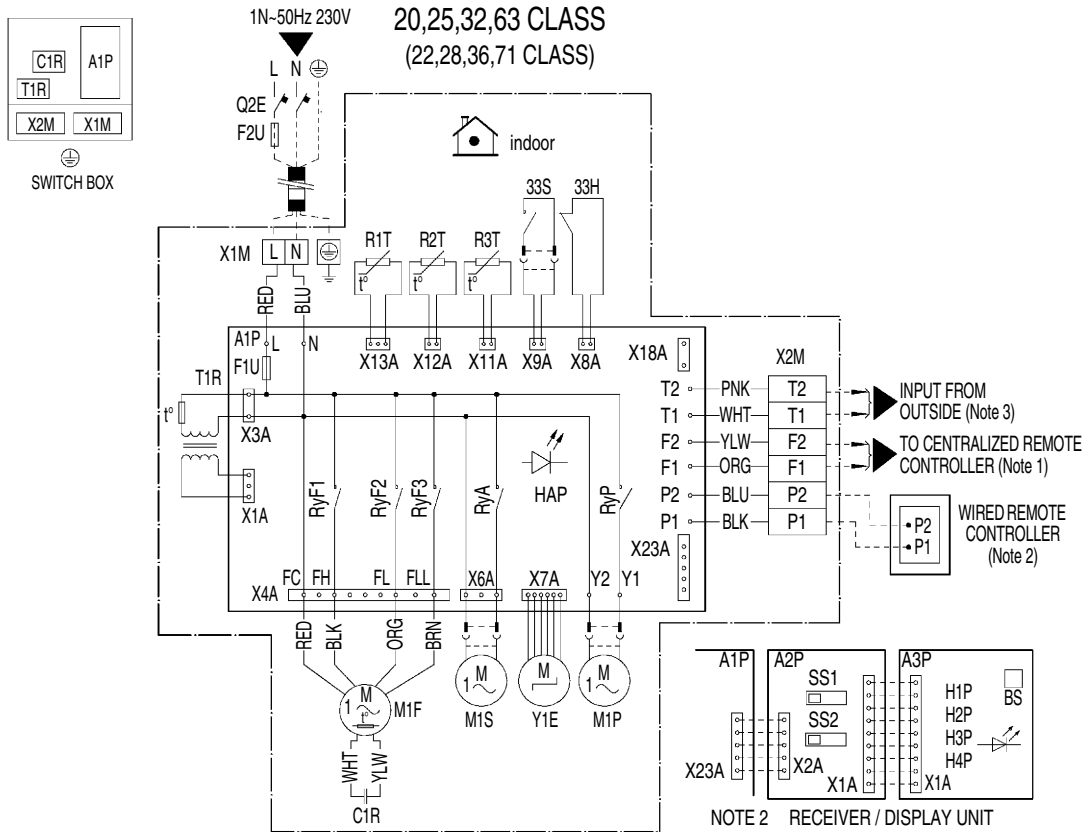 1N~50Hz 230V
20,25,32,63 CLASS
(22,28,36,71 CLASS)
C1R
A1P
T1R
X2M
X1M
SWITCH BOX
L N
Q2E
F2U
indoor
X1M L N
R1T R2T R3T 33S 33H
t° t° t°
RED BLU
A1P L N
F1U
X13A X12A X11A X9A X8A
X18A
X2M
T1R
t°
X3A
X1A
T2 PNK T2
T1 WHT T1
F2 YLW F2
F1 ORG F1
P2 BLU P2
P1 BLK P1
INPUT FROM
OUTSIDE (Note 3)
TO CENTRALIZED REMOTE
CONTROLLER (Note 1)
P2
P1
WIRED REMOTE
CONTROLLER
(Note 2)
RyF1 RyF2 RyF3 RyA RyP
HAP
X23A
X4A FC FH FL FLL X6A X7A Y2 Y1
RED BLK ORG BRN
M
1 ~
t°
M1F
M
1 ~
M1S
M
Y1E
M
1 ~
M1P
WHT YLW
C1R
A1P A2P A3P
SS1
SS2
H1P
H2P
H3P
H4P
BS
X23A X2A X1A X1A
NOTE 2 RECEIVER / DISPLAY UNIT